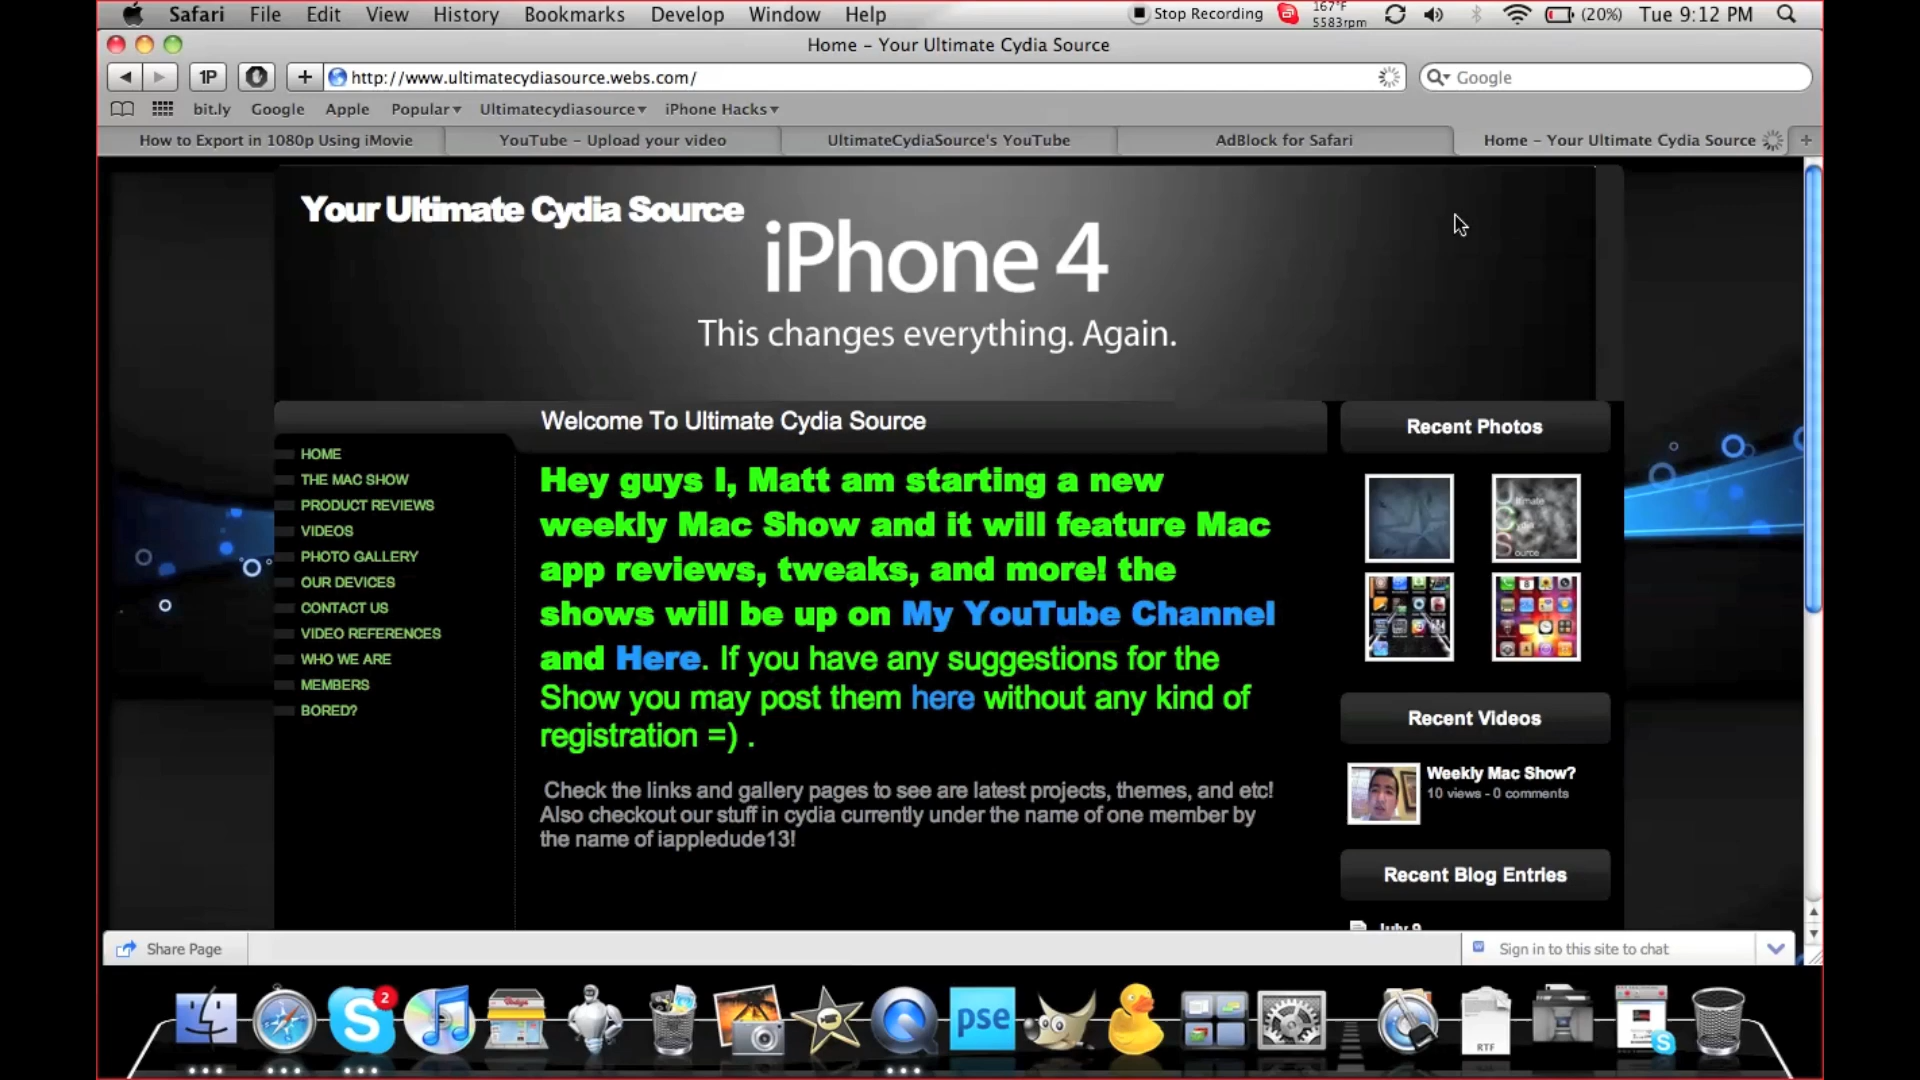 Safari File Edit View History Bookmarks Develop Window Help Stop Recording 167°F 5583rpm (20%) Tue 9:12 PM
Home – Your Ultimate Cydia Source
1P + http://www.ultimatecydiasource.webs.com/ Google
bit.ly Google Apple Popular Ultimatecydiasource iPhone Hacks
How to Export in 1080p Using iMovie YouTube – Upload your video UltimateCydiaSource's YouTube AdBlock for Safari Home – Your Ultimate Cydia Source +
Your Ultimate Cydia Source
iPhone 4
This changes everything. Again.
Welcome To Ultimate Cydia Source
HOME
THE MAC SHOW
PRODUCT REVIEWS
VIDEOS
PHOTO GALLERY
OUR DEVICES
CONTACT US
VIDEO REFERENCES
WHO WE ARE
MEMBERS
BORED?
Hey guys I, Matt am starting a new
weekly Mac Show and it will feature Mac
app reviews, tweaks, and more! the
shows will be up on My YouTube Channel
and Here. If you have any suggestions for the
Show you may post them here without any kind of
registration =) .
Check the links and gallery pages to see are latest projects, themes, and etc!
Also checkout our stuff in cydia currently under the name of one member by
the name of iappledude13!
Recent Photos
Ultimate
Cydia
Source
Recent Videos
Weekly Mac Show?
10 views - 0 comments
Recent Blog Entries
July 9
Share Page
Sign in to this site to chat
2
pse
RTF